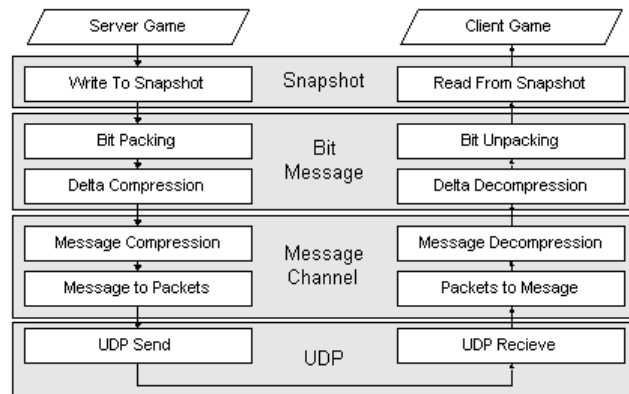 Server Game
Client Game
Write To Snapshot
Snapshot
Read From Snapshot
Bit Packing
Bit
Message
Bit Unpacking
Delta Compression
Delta Decompression
Message Compression
Message
Channel
Message Decompression
Message to Packets
Packets to Mesage
UDP Send
UDP
UDP Recieve